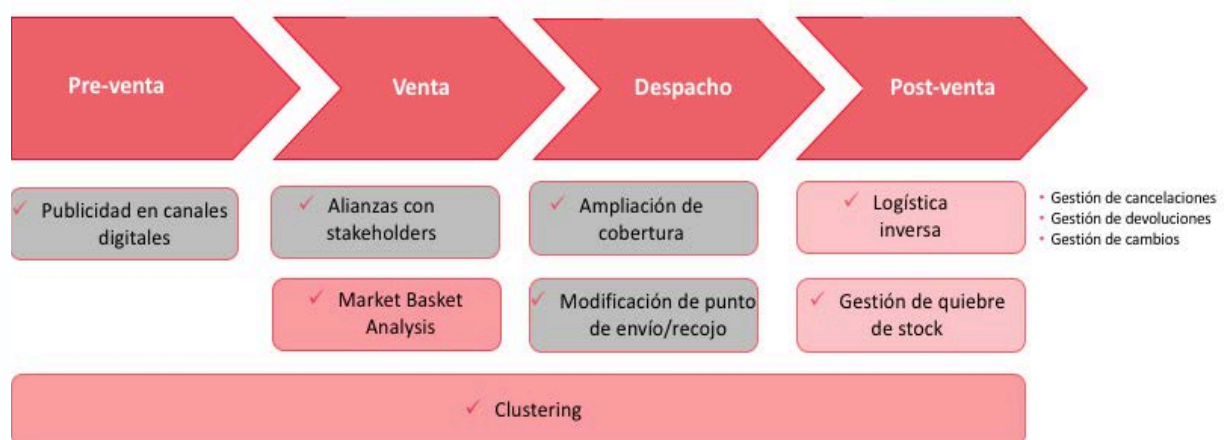 Pre-venta
Venta
Despacho
Post-venta
✓ Publicidad en canales
digitales
✓ Alianzas con
stakeholders
✓ Ampliación de
cobertura
✓ Logística
inversa
• Gestión de cancelaciones
• Gestión de devoluciones
• Gestión de cambios
✓ Market Basket
Analysis
✓ Modificación de punto
de envío/recojo
✓ Gestión de quiebre
de stock
✓ Clustering